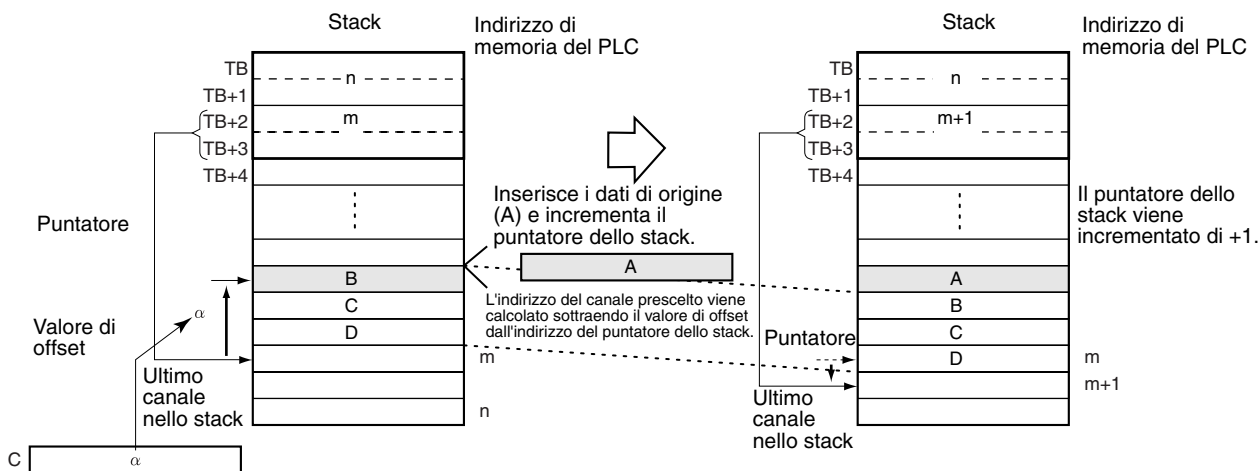 Stack
Indirizzo di
memoria del PLC
TB
n
TB+1
TB+2
m
TB+3
TB+4
Puntatore
B
C
D
Valore di
offset
α
m
Ultimo
canale
nello stack
n
C
α
Inserisce i dati di origine
(A) e incrementa il
puntatore dello stack.
A
L'indirizzo del canale prescelto viene
calcolato sottraendo il valore di offset
dall'indirizzo del puntatore dello stack.
Stack
Indirizzo di
memoria del PLC
TB
n
TB+1
TB+2
m+1
TB+3
TB+4
Il puntatore dello
stack viene
incrementato di +1.
A
B
C
Puntatore
D
m
m+1
Ultimo
canale
nello stack